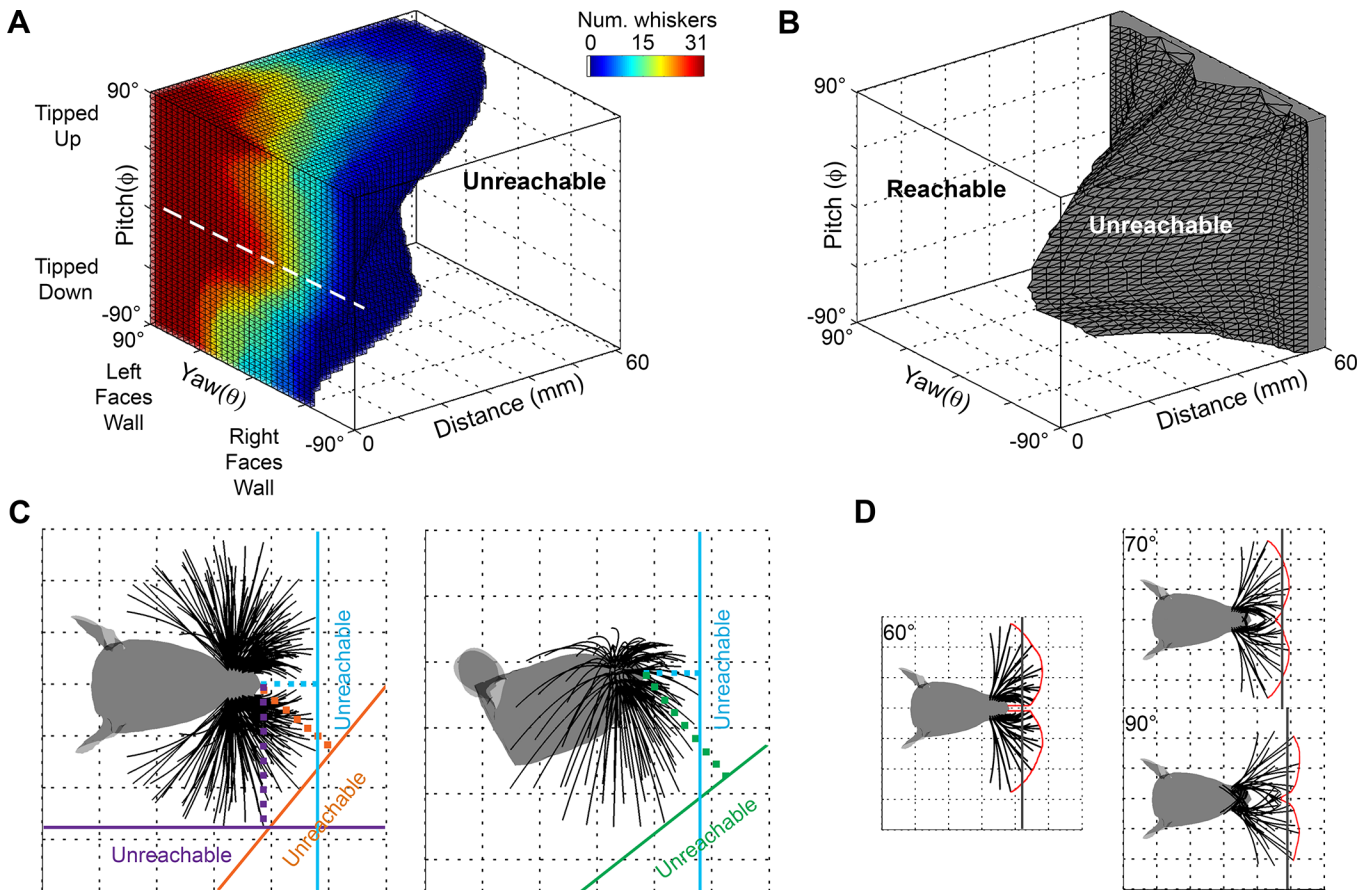 A
Num. whiskers
0 15 31
90°
Tipped
Up
Pitch(ϕ)
Tipped
Down
-90°
90°
Left
Faces
Wall
Yaw(θ)
Right
Faces
Wall
-90°
0
Distance (mm)
60
Unreachable
B
90°
Pitch (ϕ)
-90°
90°
Yaw(θ)
-90°
0
Distance (mm)
60
Reachable
Unreachable
C
Unreachable
Unreachable
Unreachable
Unreachable
Unreachable
D
60°
70°
90°